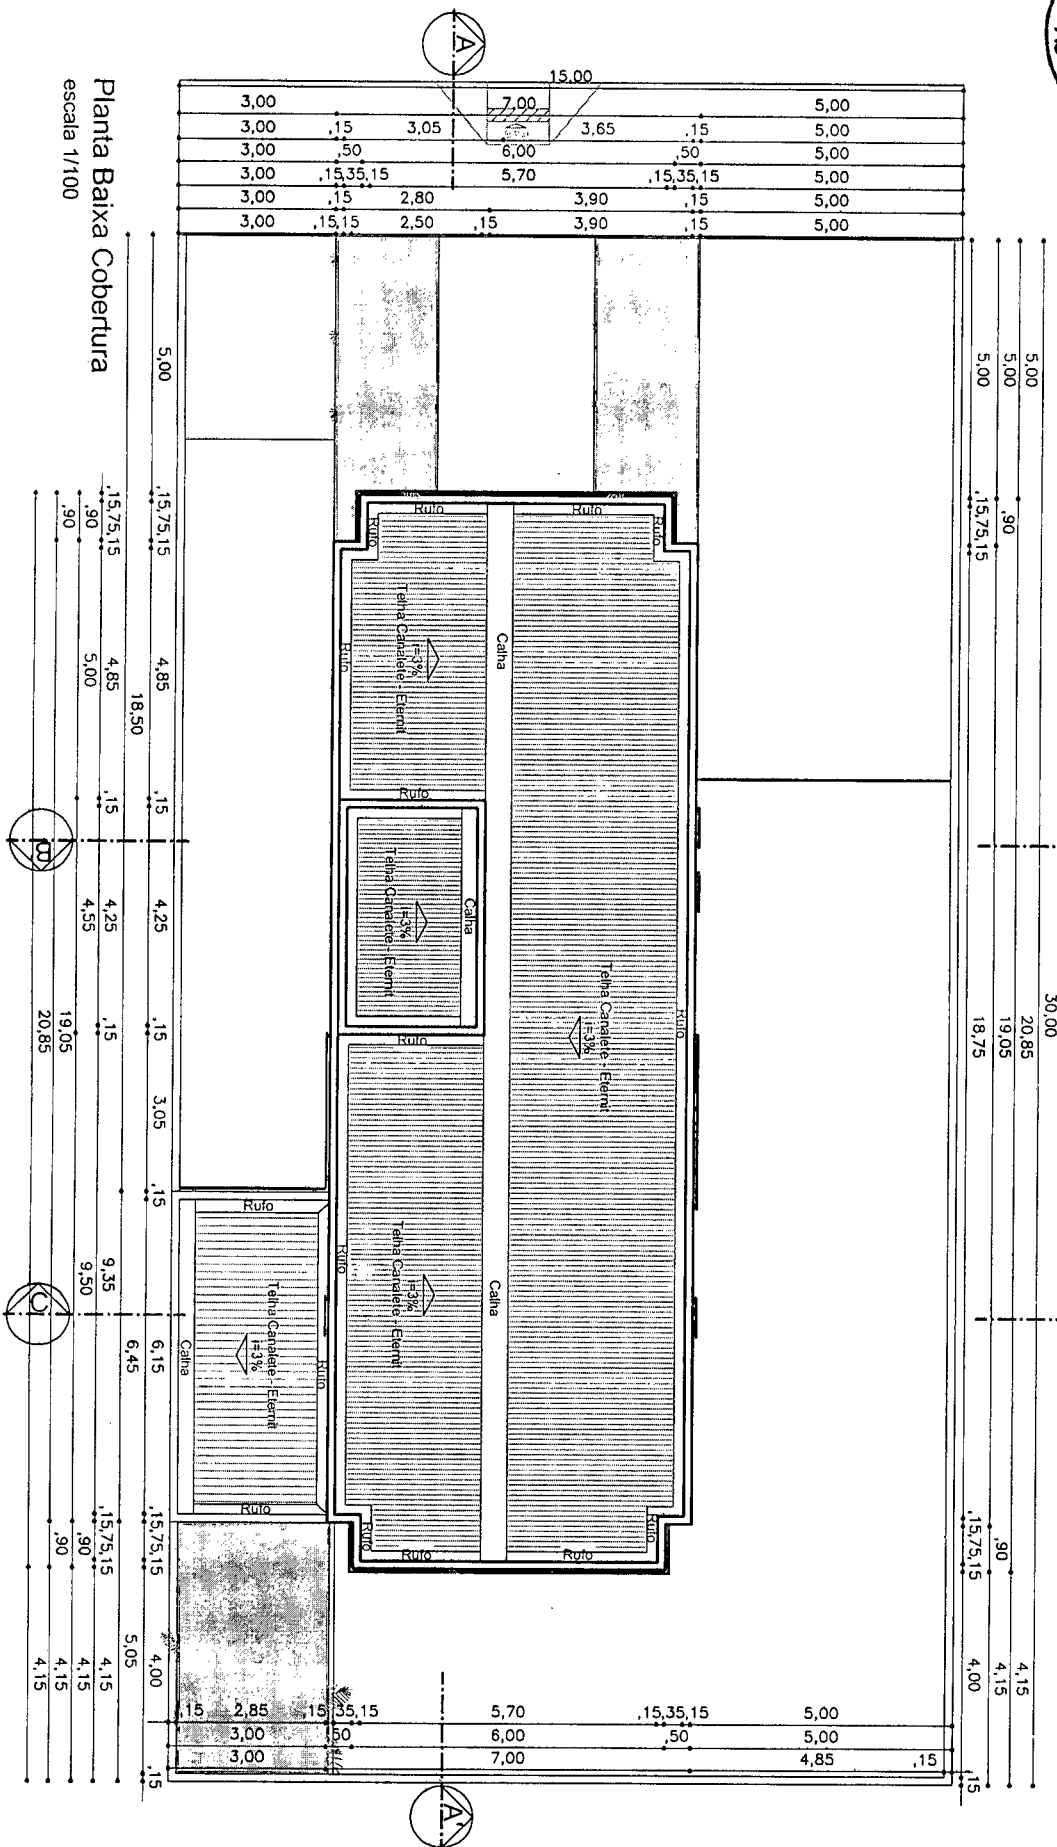 15,00
3,00 7,00 5,00
3,00 ,15 3,05 3,65 ,15 5,00
3,00 ,50 6,00 ,50 5,00
3,00 ,15,35,15 5,70 ,15,35,15 5,00
3,00 ,15 2,80 3,90 ,15 5,00
3,00 ,15,15 2,50 ,15 3,90 ,15 5,00
A
30,00
5,00 20,85 4,15
5,00 ,90 19,05 ,90 4,15
5,00 ,15,75,15 18,75 ,15,75,15 4,00
Rufo
Rufo
Rufo
Rufo
Rufo
Telha Canalete - Eternit
i=3%
Rufo
Rufo
Rufo
Calha
Calha
Telha Canalete - Eternit
i=3%
Rufo
Rufo
Calha
Telha Canalete - Eternit
i=3%
Rufo
Telha Canalete - Eternit
i=3%
Rufo
Rufo
Rufo
Rufo
Rufo
Telha Canalete - Eternit
i=3%
Calha
Rufo
5,00 ,15,75,15 4,85 ,15 4,25 ,15 3,05 ,15 6,15 ,15,75,15 4,00 ,15
18,50 6,45 5,05
,15,75,15 4,85 ,15 4,25 ,15 9,35 ,15,75,15 4,15
,90 5,00 4,55 9,50 ,90 4,15
,90 19,05 ,90 4,15
20,85 4,15
B
C
,15 2,85 ,15 ,35,15 5,70 ,15,35,15 5,00
3,00 ,50 6,00 ,50 5,00
3,00 7,00 4,85 ,15
,15
A'
Planta Baixa Cobertura
escala 1/100